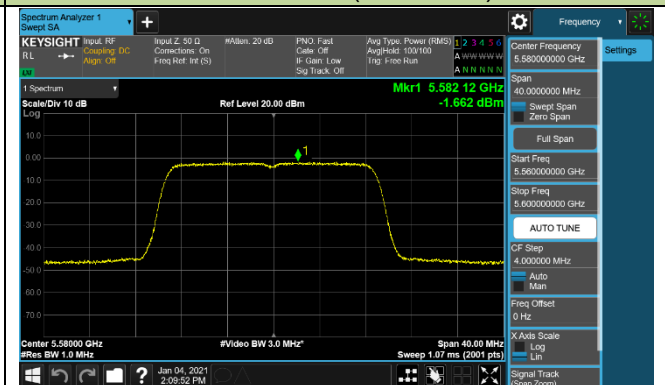 Spectrum Analyzer 1
Swept SA
Frequency
KEYSIGHT
RL
Input: RF
Coupling: DC
Align: Off
Input Z: 50 Ω
Corrections: On
Freq Ref: Int (S)
#Atten: 20 dB
PNO: Fast
Gate: Off
IF Gain: Low
Sig Track: Off
Avg Type: Power (RMS)
Avg|Hold: 100/100
Trig: Free Run
1 2 3 4 5 6
A W W W W W
A N N N N N
1 Spectrum
Scale/Div 10 dB
Log
Ref Level 20.00 dBm
Mkr1 5.582 12 GHz
-1.662 dBm
10.0
0.00
-10.0
-20.0
-30.0
-40.0
-50.0
-60.0
-70.0
1
Center 5.58000 GHz
#Res BW 1.0 MHz
#Video BW 3.0 MHz*
Span 40.00 MHz
Sweep 1.07 ms (2001 pts)
Jan 04, 2021
2:09:52 PM
Center Frequency
5.580000000 GHz
Settings
Span
40.0000000 MHz
Swept Span
Zero Span
Full Span
Start Freq
5.560000000 GHz
Stop Freq
5.600000000 GHz
AUTO TUNE
CF Step
4.000000 MHz
Auto
Man
Freq Offset
0 Hz
X Axis Scale
Log
Lin
Signal Track
(Span Zoom)